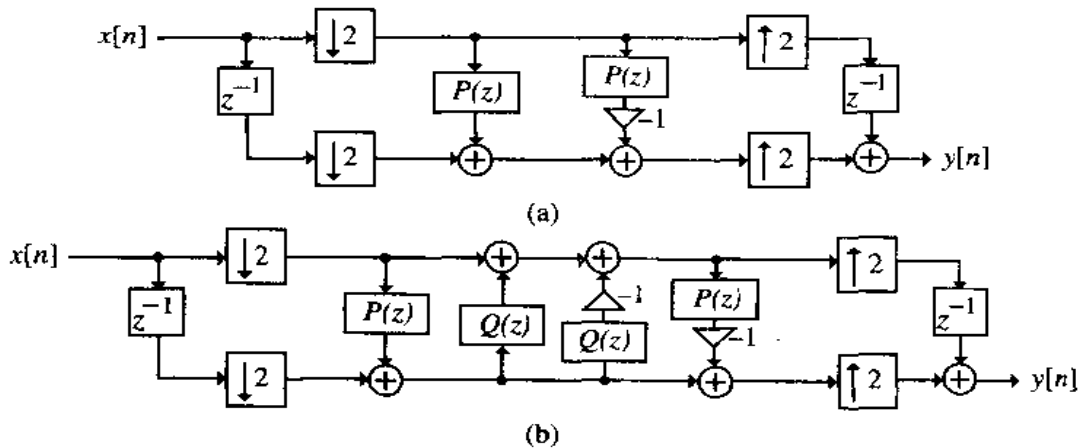 x[n]
↓2
↑2
z⁻¹
P(z)
P(z)
-1
z⁻¹
↓2
+
+
↑2
+
y[n]
(a)
x[n]
↓2
+
+
↑2
z⁻¹
P(z)
Q(z)
-1
Q(z)
P(z)
-1
z⁻¹
↓2
+
+
↑2
+
y[n]
(b)